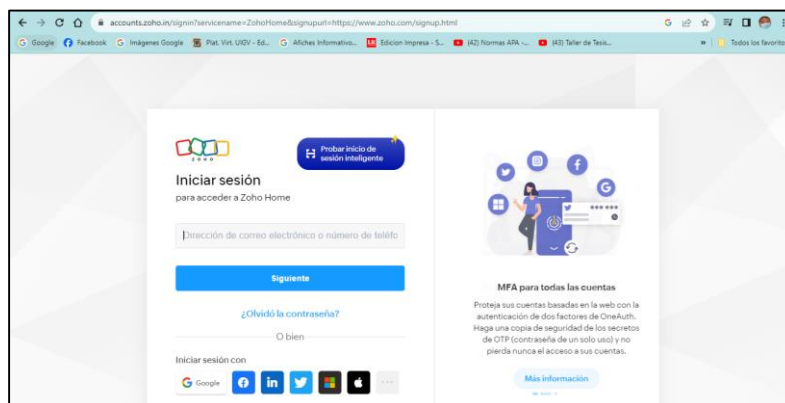 accounts.zoho.in/signin?servicename=ZohoHome&signupurl=https://www.zoho.com/signup.html
Google Facebook Imágenes Google Plat. Virt. UIGV - Ed... Afiches Informativo... Edicion Impresa - S... (42) Normas APA -... (43) Taller de Tesis... » Todos los favorito
ZOHO
Probar inicio de
sesión inteligente
Iniciar sesión
para acceder a Zoho Home
Dirección de correo electrónico o número de teléfo
Siguiente
¿Olvidó la contraseña?
O bien
Iniciar sesión con
Google
in
...
MFA para todas las cuentas
Proteja sus cuentas basadas en la web con la
autenticación de dos factores de OneAuth.
Haga una copia de seguridad de los secretos
de OTP (contraseña de un solo uso) y no
pierda nunca el acceso a sus cuentas.
Más información